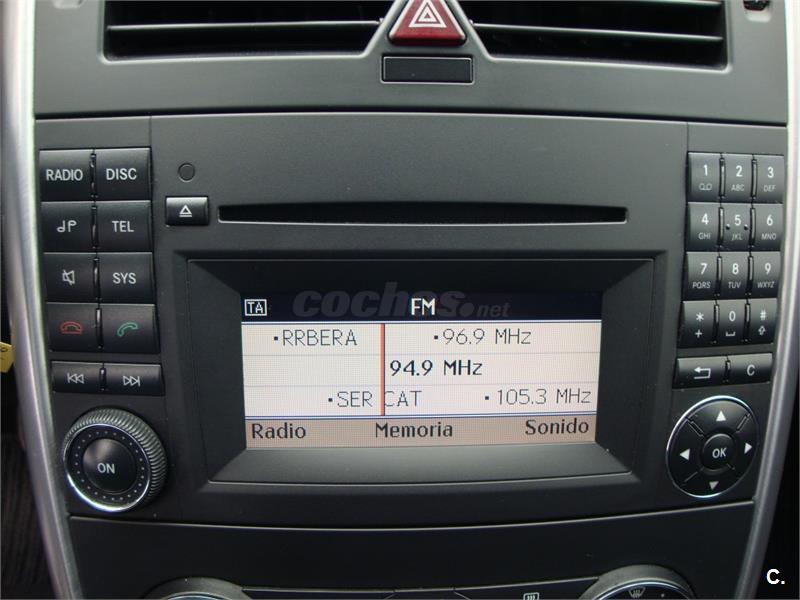 RADIO DISC
TEL
SYS
ON
TA FM
coches.net
•RRBERA •96.9 MHz
94.9 MHz
•SER CAT •105.3 MHz
Radio Memoria Sonido
1 2 ABC 3 DEF
4 GHI 5 JKL 6 MNO
7 PQRS 8 TUV 9 WXYZ
* + 0 #
C
OK
C.